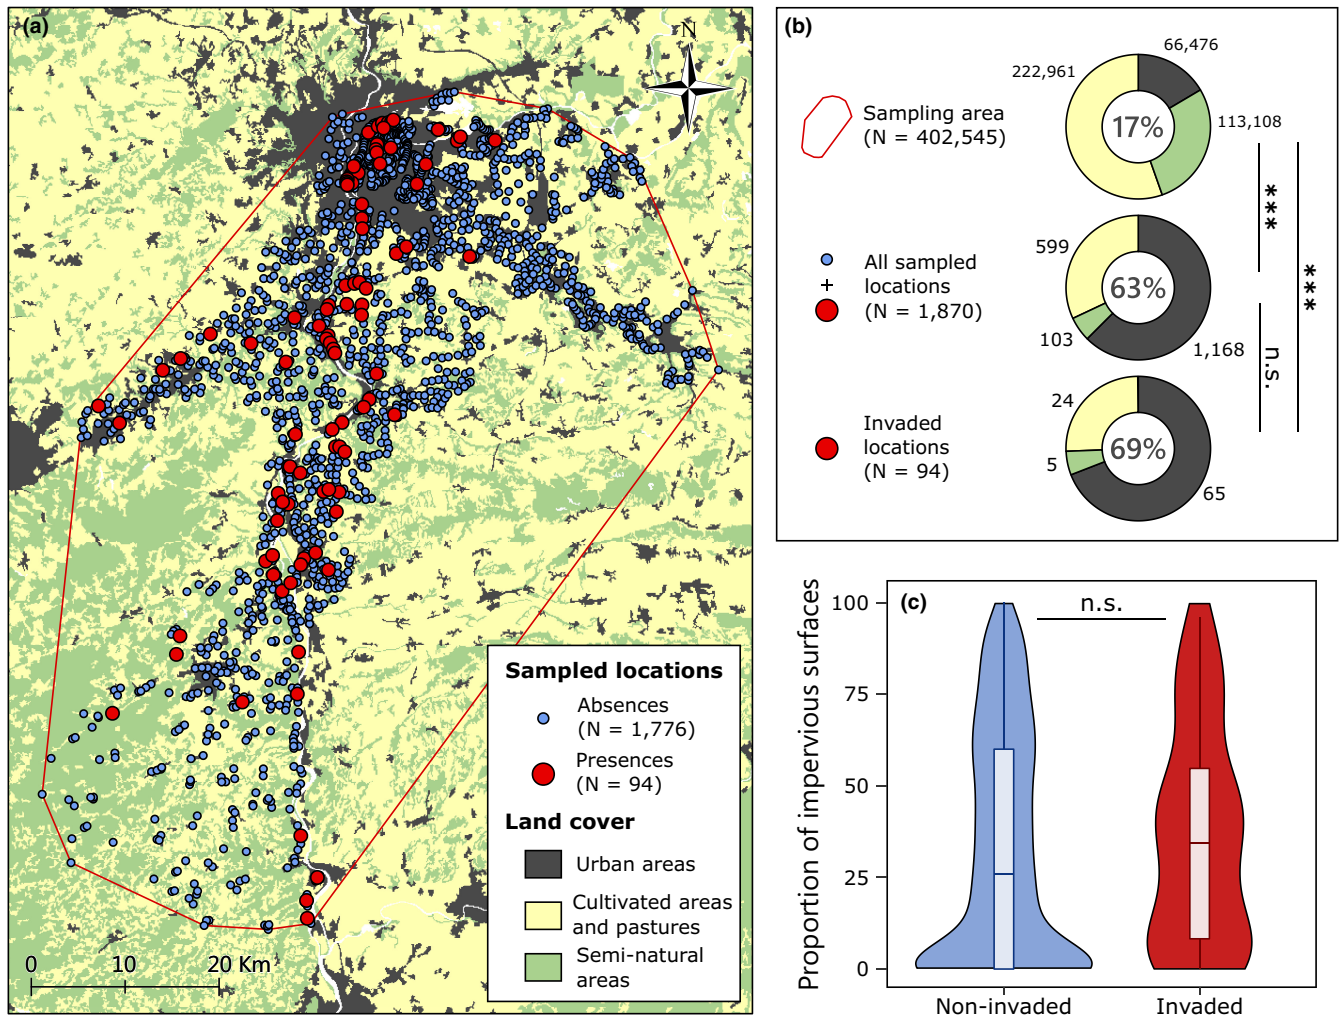 (a)
N
Sampled locations
Absences
(N = 1,776)
Presences
(N = 94)
Land cover
Urban areas
Cultivated areas
and pastures
Semi-natural
areas
0 10 20 Km
(b)
Sampling area
(N = 402,545)
66,476
222,961
17%
113,108
All sampled
+ locations
(N = 1,870)
599
63%
103
1,168
Invaded
locations
(N = 94)
24
69%
5
65
***
***
n.s.
(c)
n.s.
Proportion of impervious surfaces
100
75
50
25
0
Non-invaded
Invaded